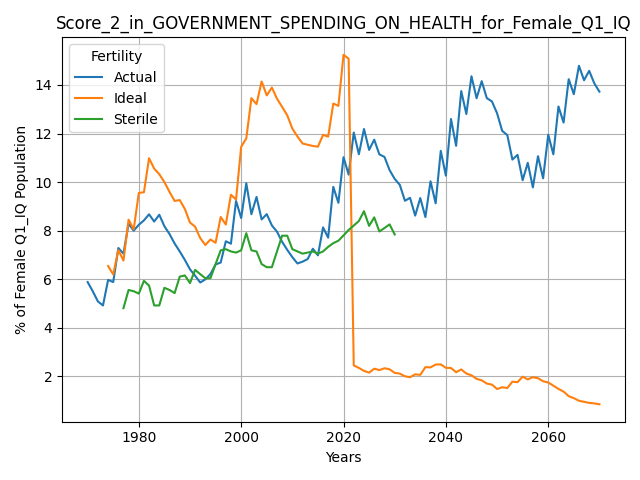 Score_2_in_GOVERNMENT_SPENDING_ON_HEALTH_for_Female_Q1_IQ
Fertility
Actual
Ideal
Sterile
14
12
10
8
6
4
2
% of Female Q1_IQ Population
1980
2000
2020
2040
2060
Years